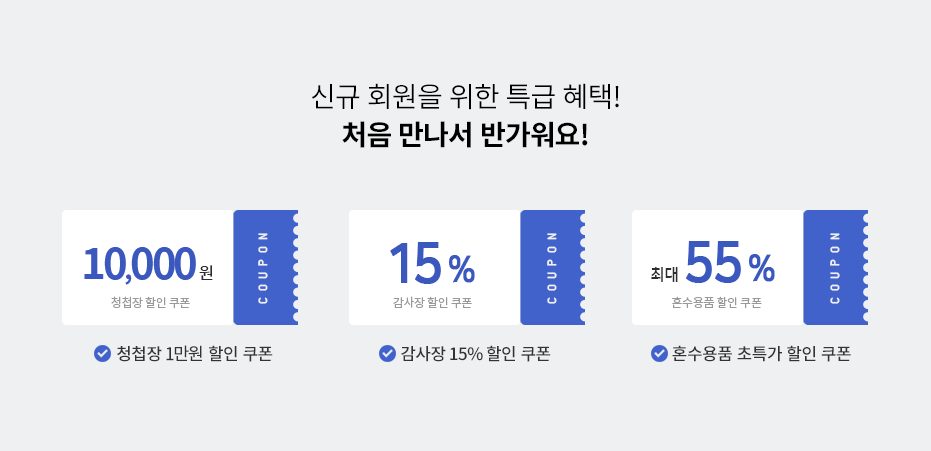 신규 회원을 위한 특급 혜택!
처음 만나서 반가워요!
10,000 원
청첩장 할인 쿠폰
COUPON
청첩장 1만원 할인 쿠폰
15 %
감사장 할인 쿠폰
COUPON
감사장 15% 할인 쿠폰
최대 55 %
혼수용품 할인 쿠폰
COUPON
혼수용품 초특가 할인 쿠폰